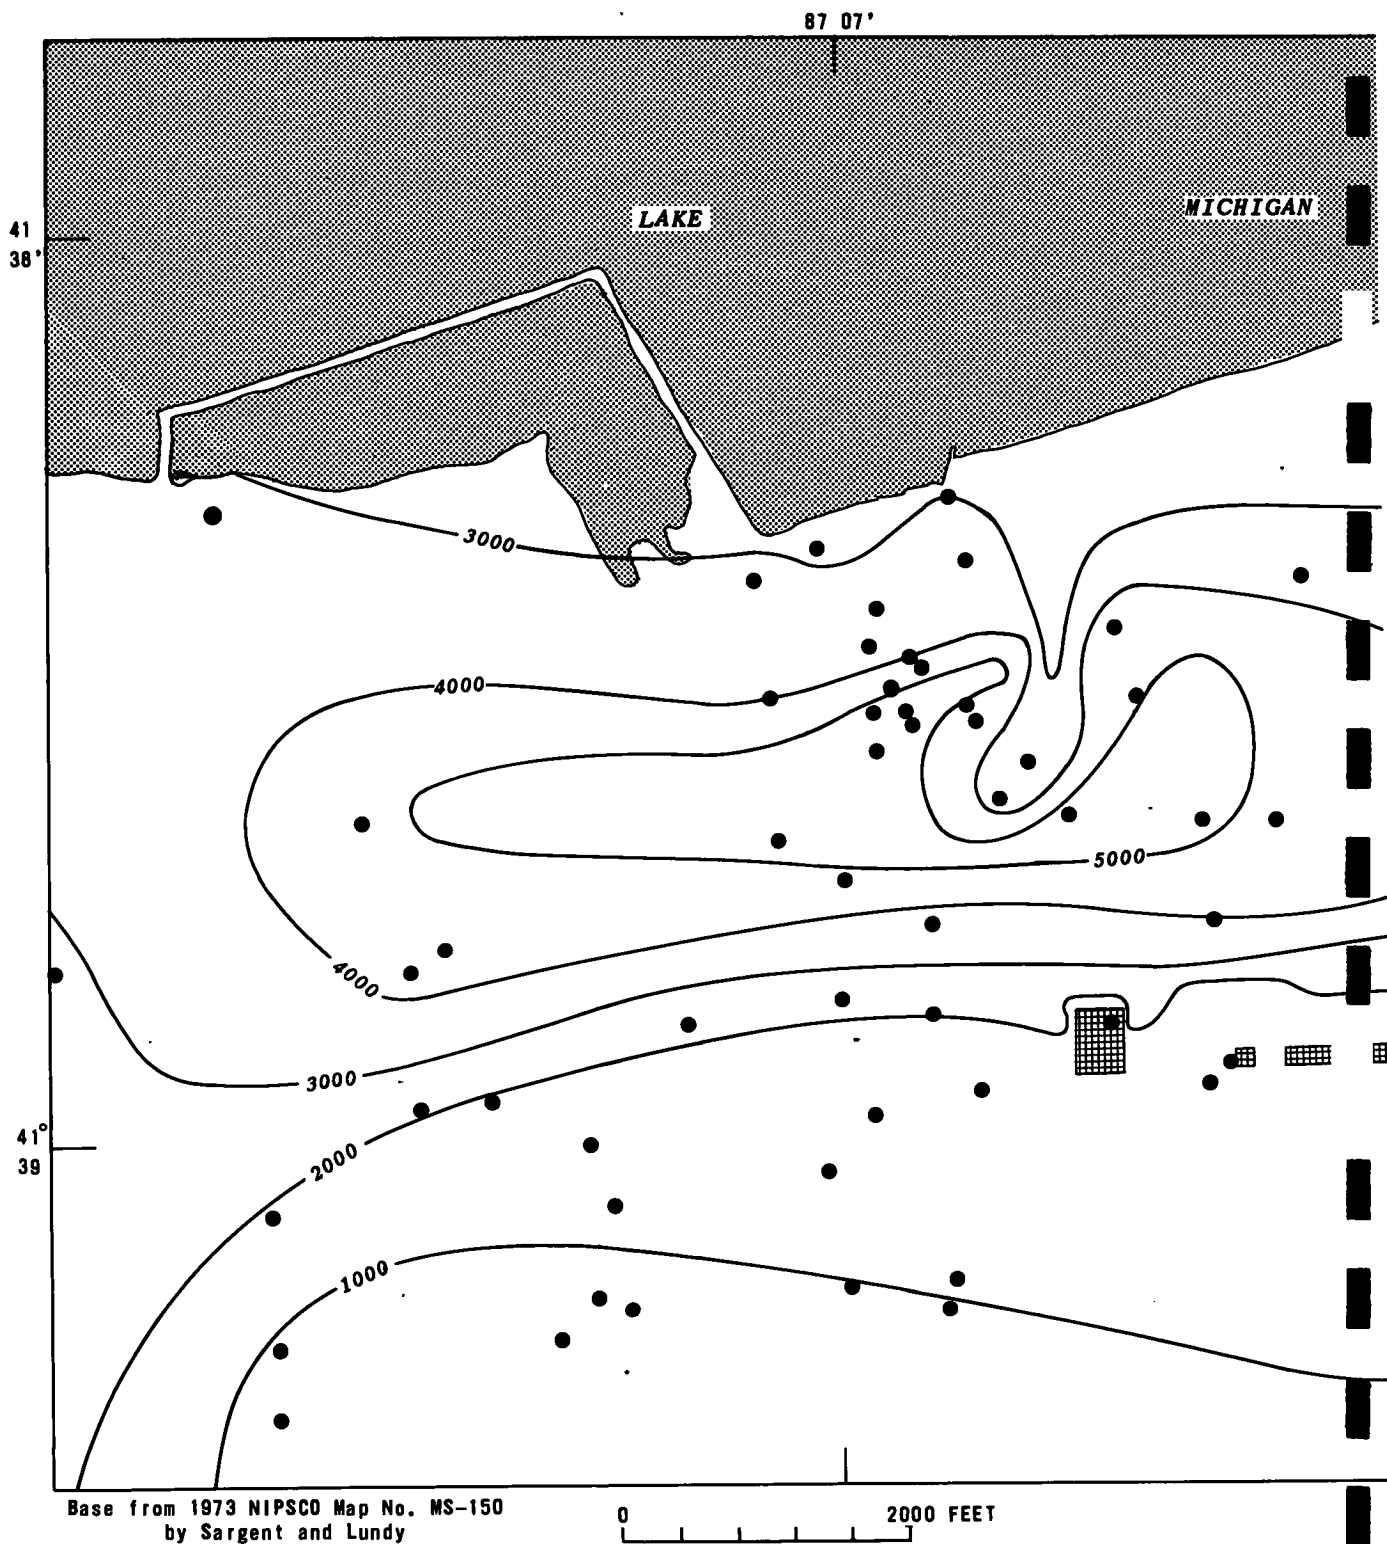 87 07'
LAKE
MICHIGAN
41
38'
3000
4000
5000
4000
3000
41°
39
2000
1000
Base from 1973 NIPSCO Map No. MS-150
by Sargent and Lundy
0 2000 FEET